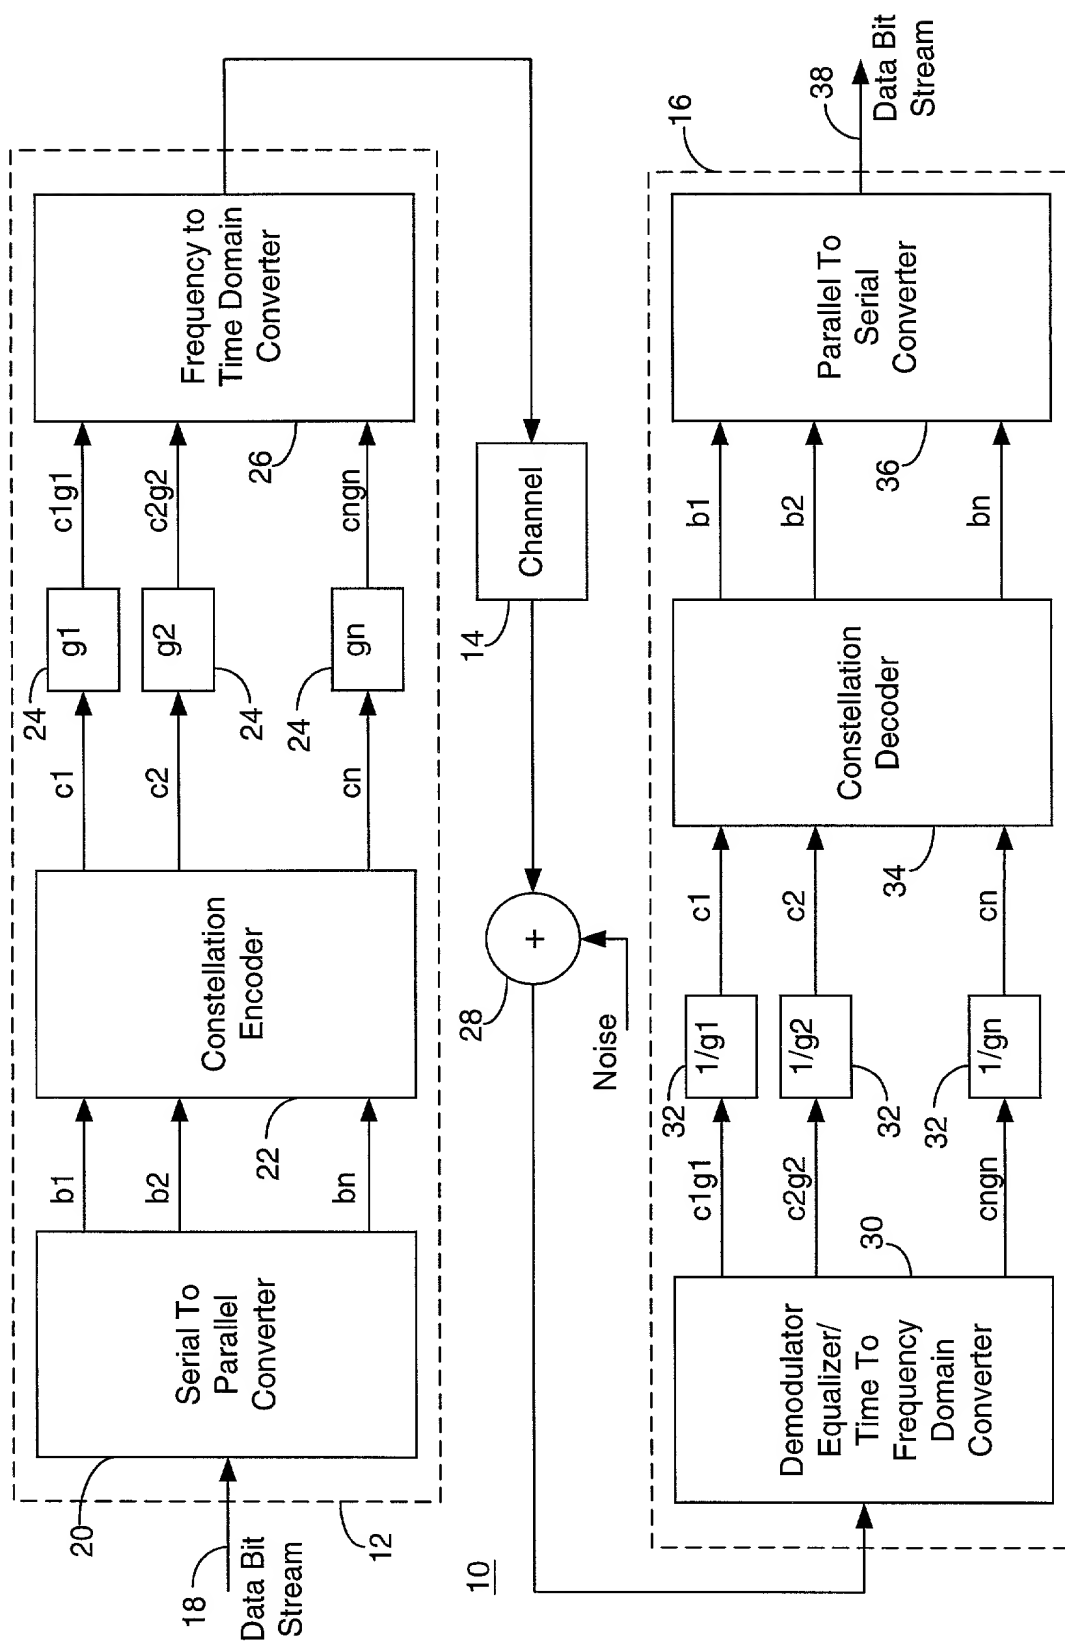 10
12
18
Data Bit
Stream
20
Serial To
Parallel
Converter
b1
b2
bn
22
Constellation
Encoder
c1
c2
cn
24
g1
24
g2
24
gn
c1g1
c2g2
cngn
26
Frequency to
Time Domain
Converter
14
Channel
28
+
Noise
16
30
Demodulator
Equalizer/
Time To
Frequency
Domain
Converter
c1g1
c2g2
cngn
32
1/g1
32
1/g2
32
1/gn
c1
c2
cn
34
Constellation
Decoder
b1
b2
bn
36
Parallel To
Serial
Converter
38
Data Bit
Stream